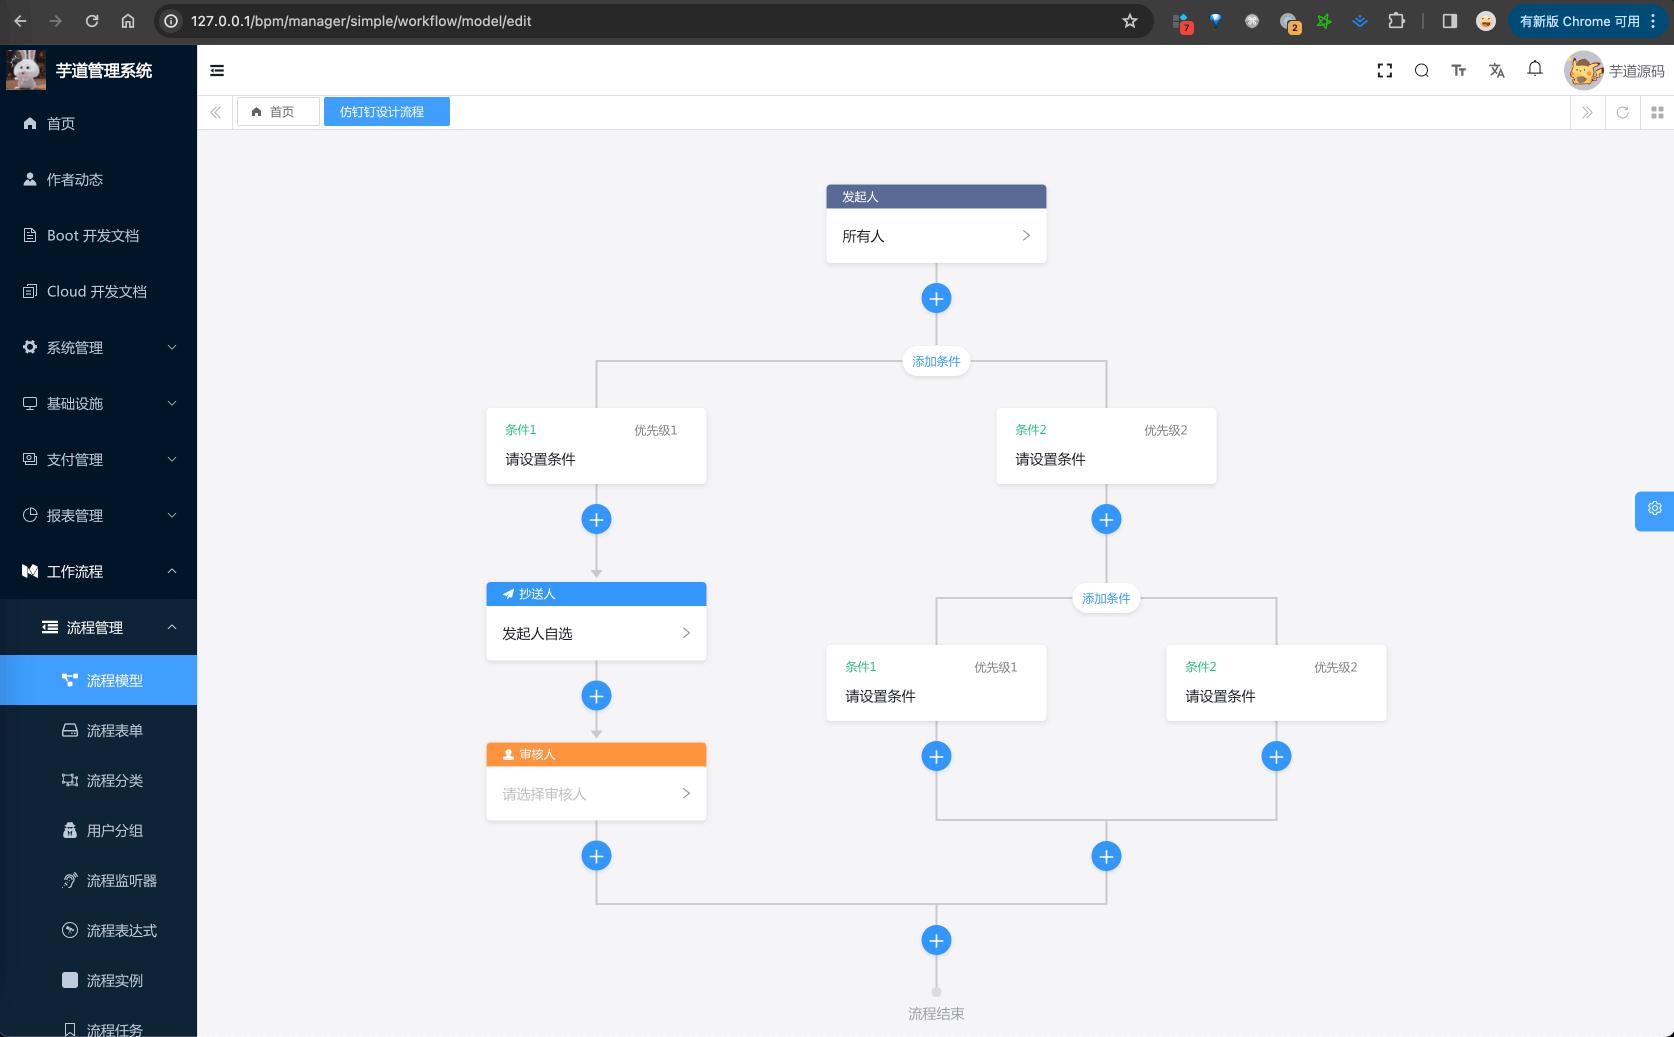 127.0.0.1/bpm/manager/simple/workflow/model/edit
7
2
有新版 Chrome 可用
芋道管理系统
芋道源码
首页
仿钉钉设计流程
首页
作者动态
Boot 开发文档
Cloud 开发文档
系统管理
基础设施
支付管理
报表管理
工作流程
流程管理
流程模型
流程表单
流程分类
用户分组
流程监听器
流程表达式
流程实例
流程任务
发起人
所有人
添加条件
条件1 优先级1
请设置条件
条件2 优先级2
请设置条件
抄送人
发起人自选
添加条件
条件1 优先级1
请设置条件
条件2 优先级2
请设置条件
审核人
请选择审核人
流程结束